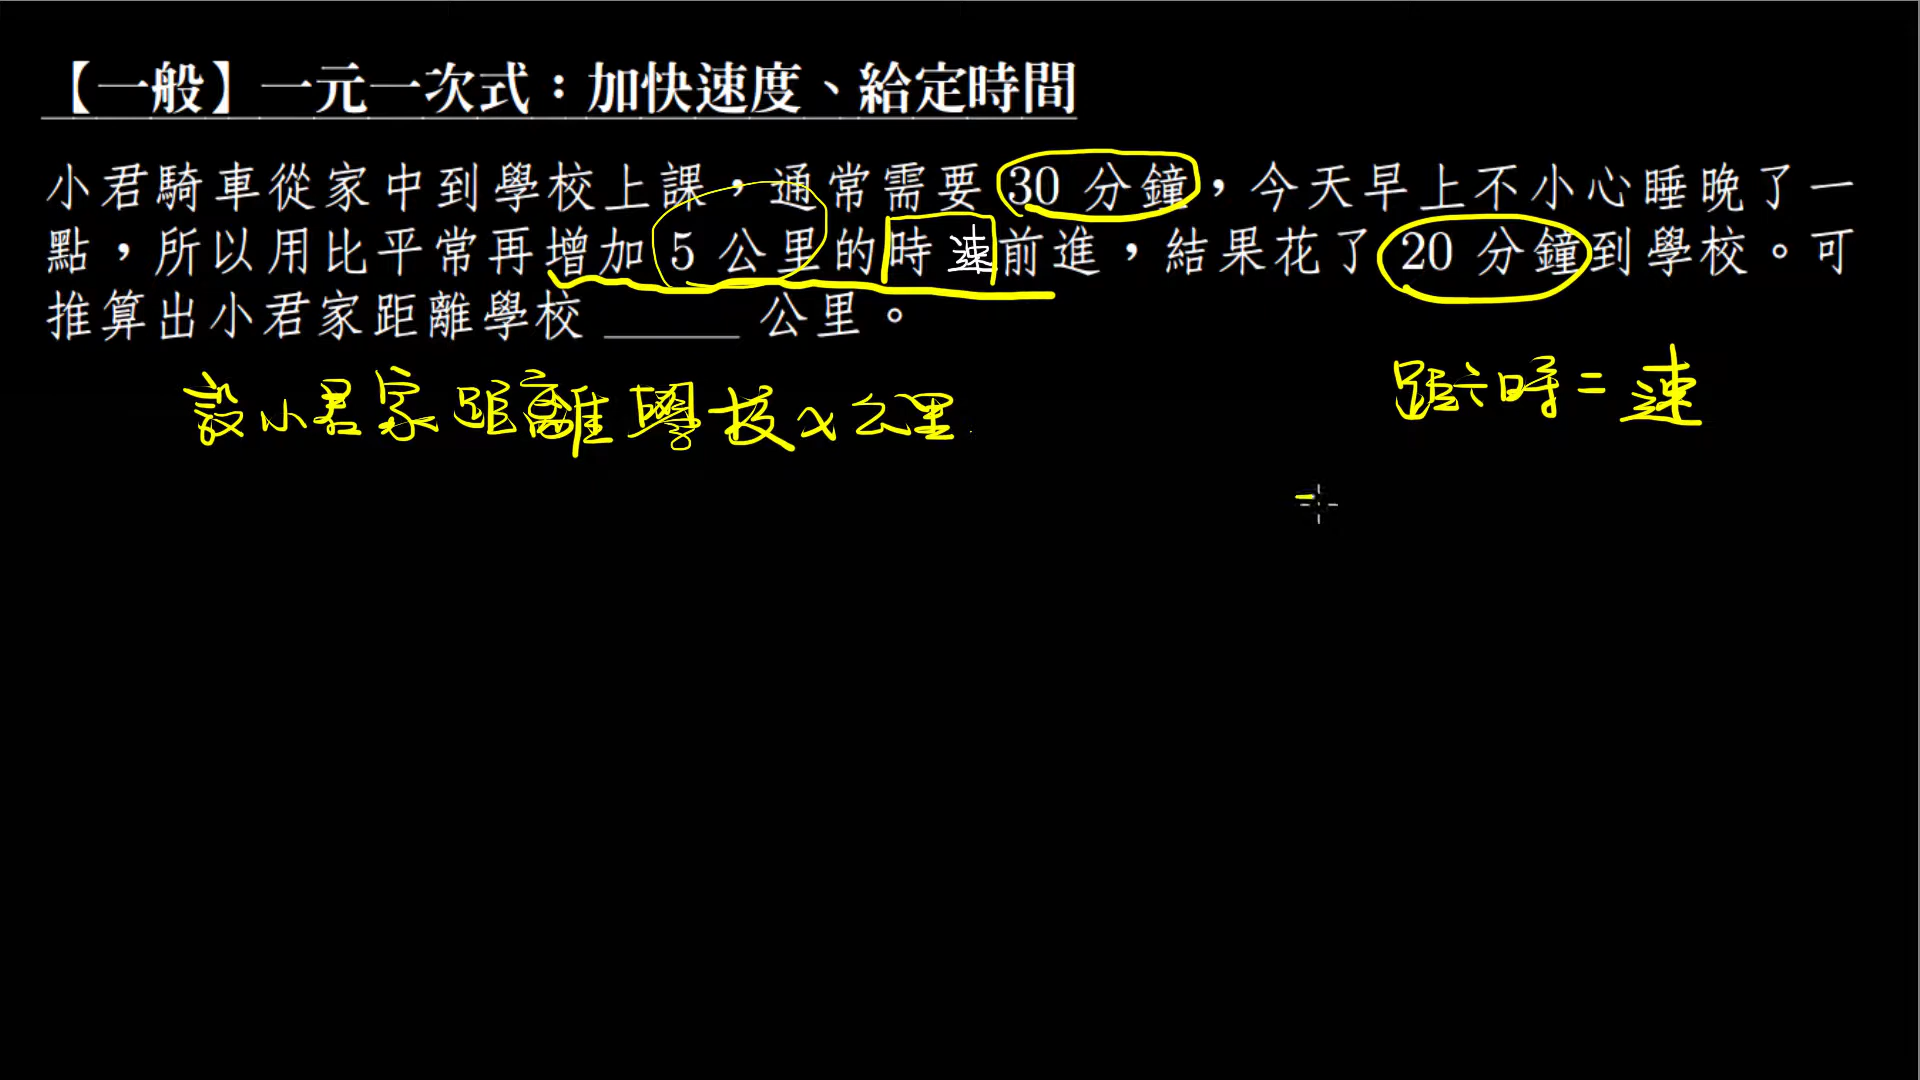 【一般】一元一次式：加快速度、給定時間
小君騎車從家中到學校上課，通常需要 30 分鐘，今天早上不小心睡晚了一
點，所以用比平常再增加 5 公里的時速前進，結果花了 20 分鐘到學校。可
推算出小君家距離學校 ______ 公里。
設小君家距離學校x公里
距÷時=速